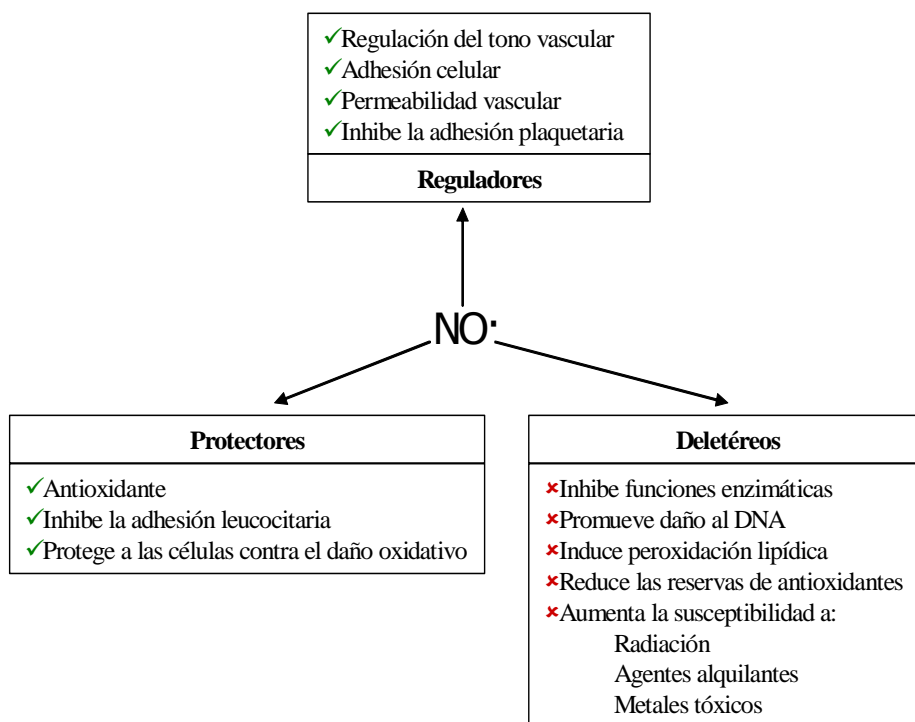 ✓Regulación del tono vascular
✓Adhesión celular
✓Permeabilidad vascular
✓Inhibe la adhesión plaquetaria
Reguladores
NO·
Protectores
✓Antioxidante
✓Inhibe la adhesión leucocitaria
✓Protege a las células contra el daño oxidativo
Deletéreos
✘Inhibe funciones enzimáticas
✘Promueve daño al DNA
✘Induce peroxidación lipídica
✘Reduce las reservas de antioxidantes
✘Aumenta la susceptibilidad a:
Radiación
Agentes alquilantes
Metales tóxicos